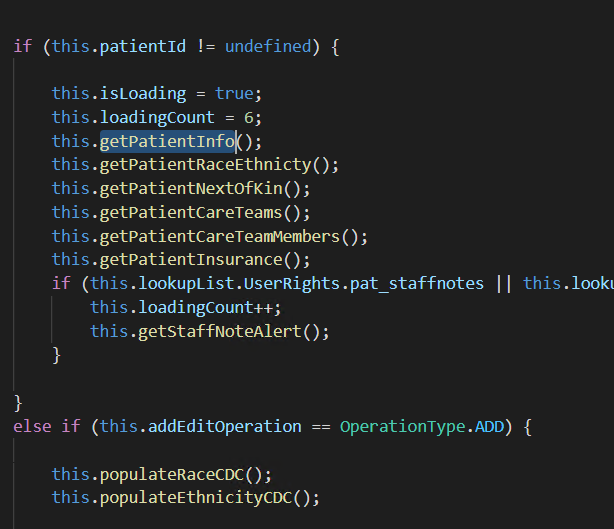 if (this.patientId != undefined) {
this.isLoading = true;
this.loadingCount = 6;
this.getPatientInfo();
this.getPatientRaceEthnicty();
this.getPatientNextOfKin();
this.getPatientCareTeams();
this.getPatientCareTeamMembers();
this.getPatientInsurance();
if (this.lookupList.UserRights.pat_staffnotes || this.looku
this.loadingCount++;
this.getStaffNoteAlert();
}
}
else if (this.addEditOperation == OperationType.ADD) {
this.populateRaceCDC();
this.populateEthnicityCDC();